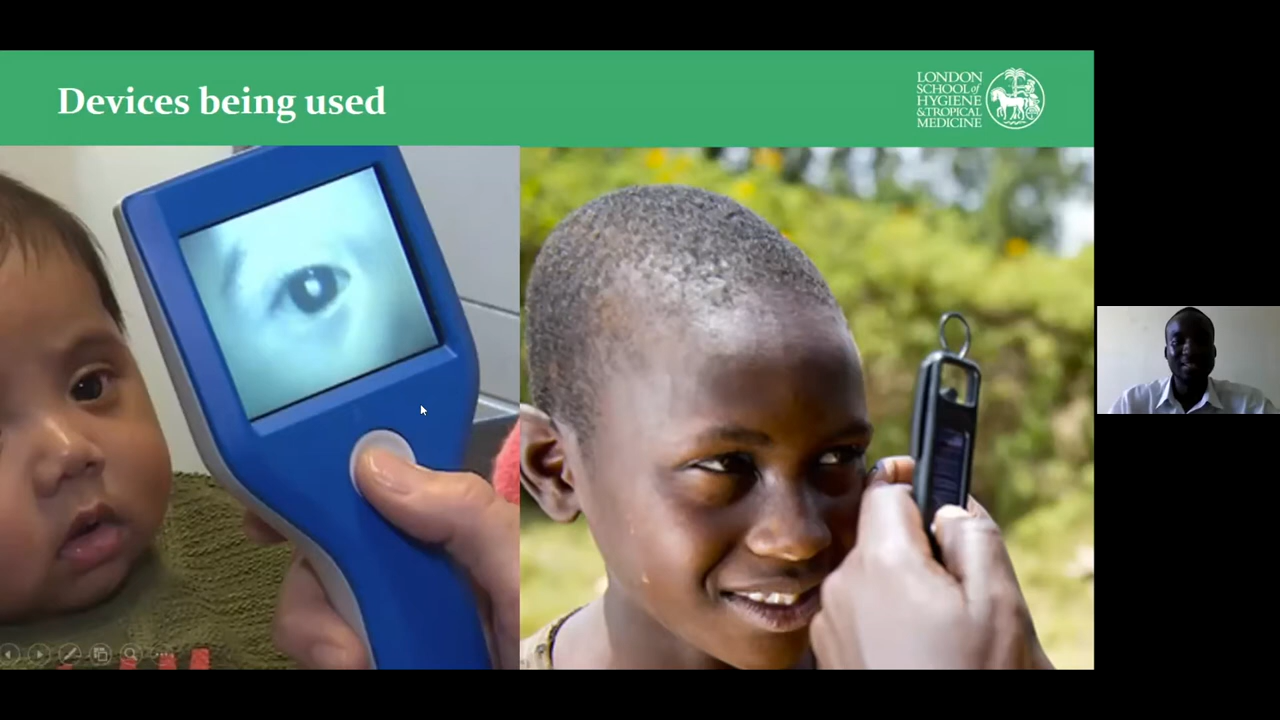 Devices being used
LONDON
SCHOOL of
HYGIENE
& TROPICAL
MEDICINE